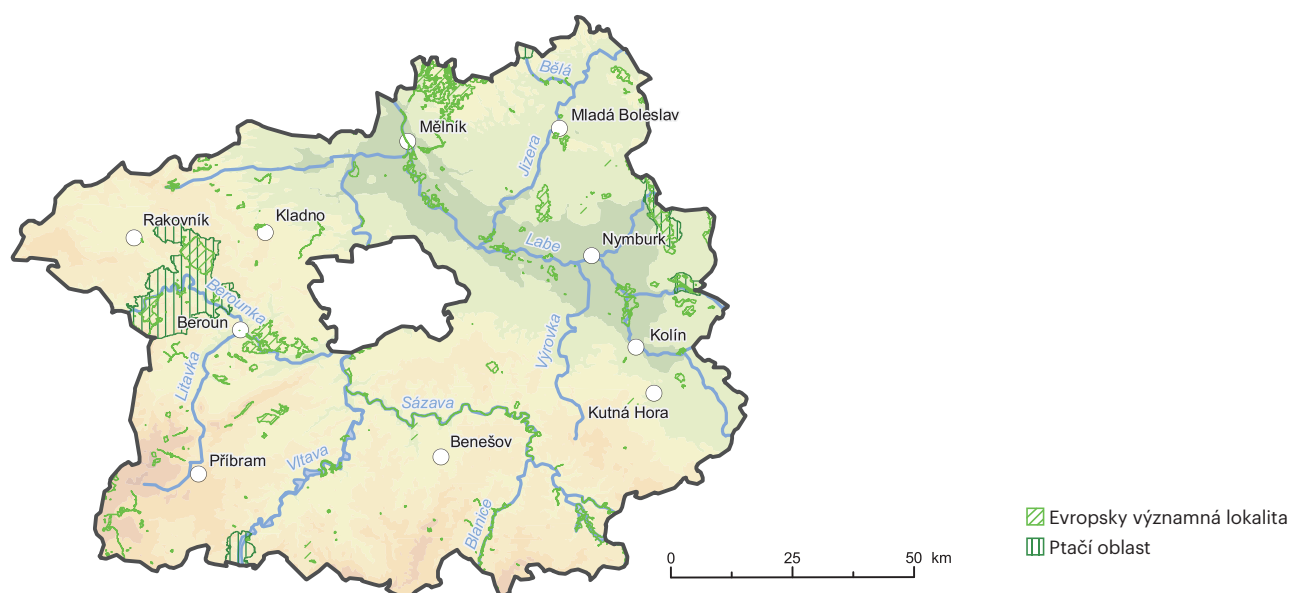 Bělá
Mladá Boleslav
Mělník
Jizera
Rakovník
Kladno
Labe
Nymburk
Berounka
Beroun
Výrovka
Kolín
Litavka
Sázava
Kutná Hora
Benešov
Vltava
Příbram
Blanice
Evropsky významná lokalita
Ptačí oblast
0 25 50 km